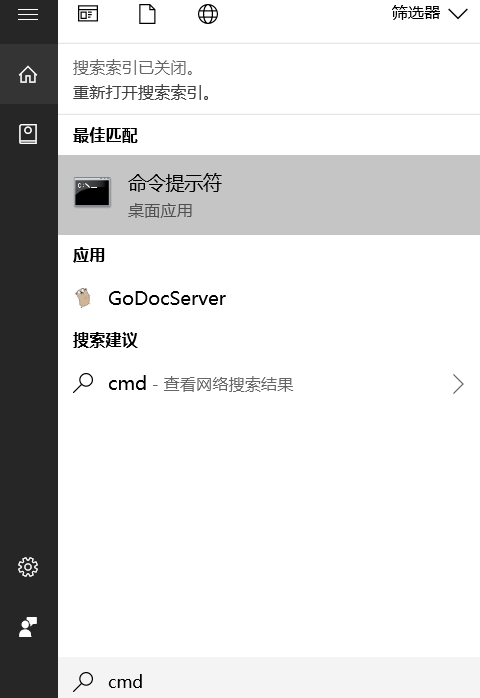 筛选器
搜索索引已关闭。
重新打开搜索索引。
最佳匹配
命令提示符
桌面应用
应用
GoDocServer
搜索建议
cmd - 查看网络搜索结果
cmd